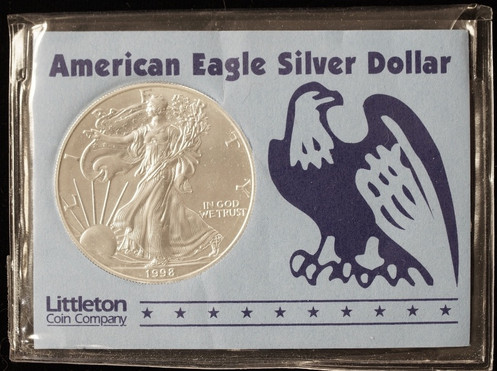 American Eagle Silver Dollar
LIBERTY
IN GOD
WE TRUST
1998
Littleton
Coin Company